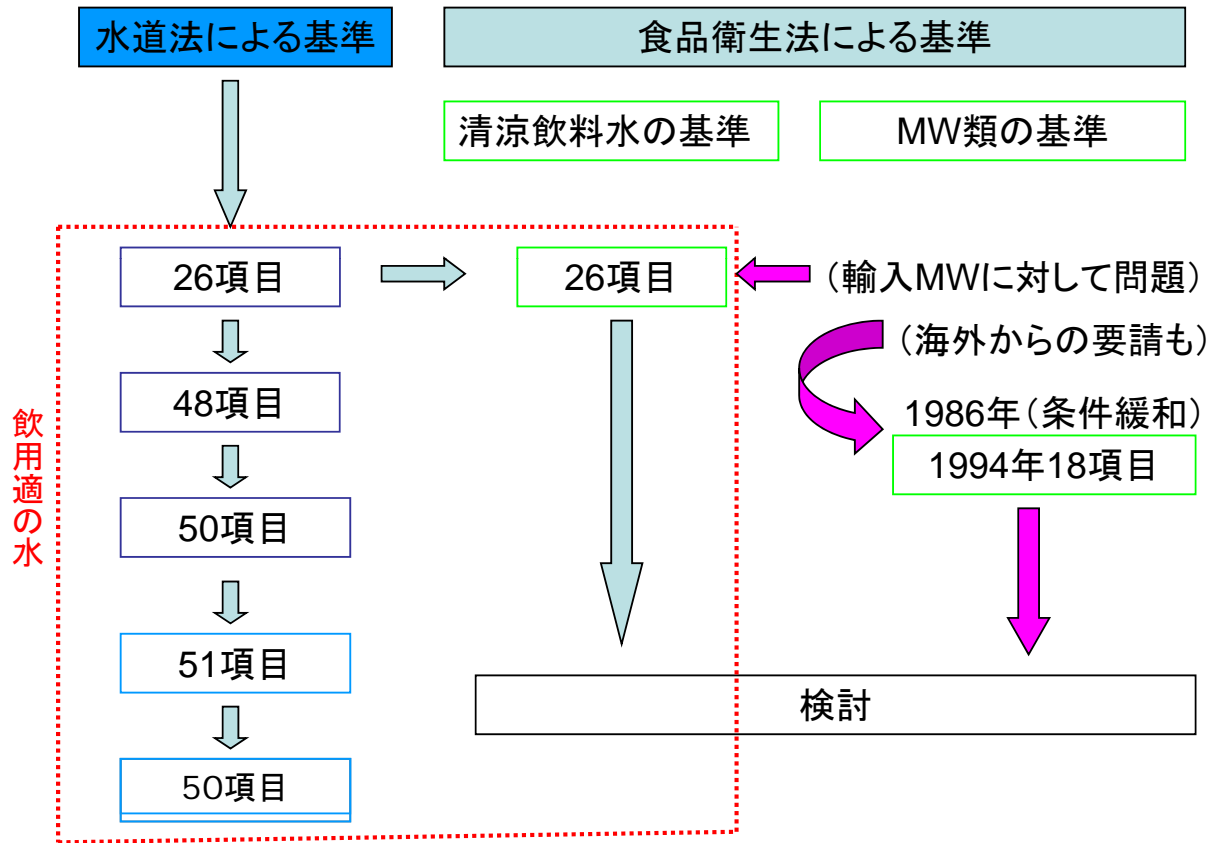 水道法による基準
食品衛生法による基準
清涼飲料水の基準
MW類の基準
26項目
26項目
（輸入MWに対して問題）
（海外からの要請も）
48項目
1986年（条件緩和）
1994年18項目
飲用適の水
50項目
51項目
検討
50項目